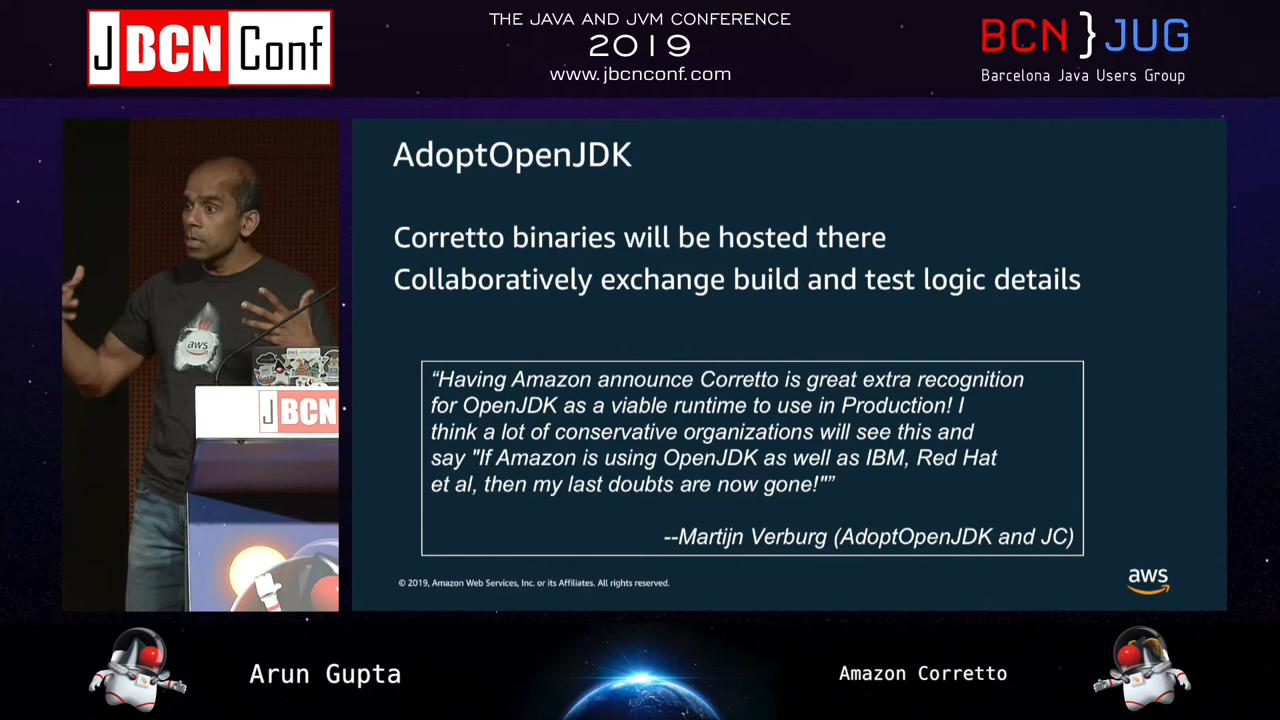 J BCN Conf
THE JAVA AND JVM CONFERENCE
2019
www.jbcnconf.com
BCN } JUG
Barcelona Java Users Group
AdoptOpenJDK
Corretto binaries will be hosted there
Collaboratively exchange build and test logic details
“Having Amazon announce Corretto is great extra recognition
for OpenJDK as a viable runtime to use in Production! I
think a lot of conservative organizations will see this and
say "If Amazon is using OpenJDK as well as IBM, Red Hat
et al, then my last doubts are now gone!"”
--Martijn Verburg (AdoptOpenJDK and JC)
© 2019, Amazon Web Services, Inc. or its Affiliates. All rights reserved.
aws
aws
JBCN
Arun Gupta
Amazon Corretto